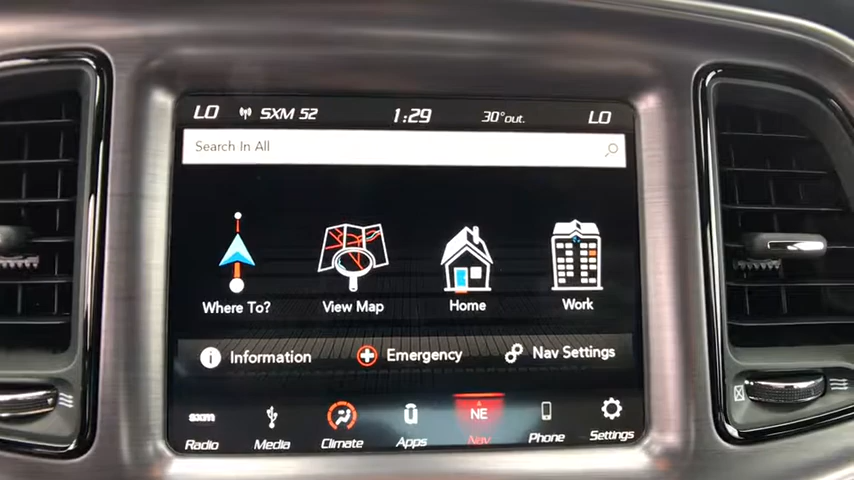 LO SXM 52 1:29 30°out. LO
Search In All
Where To? View Map Home Work
Information Emergency Nav Settings
sxm NE
Radio Media Climate Apps Nav Phone Settings